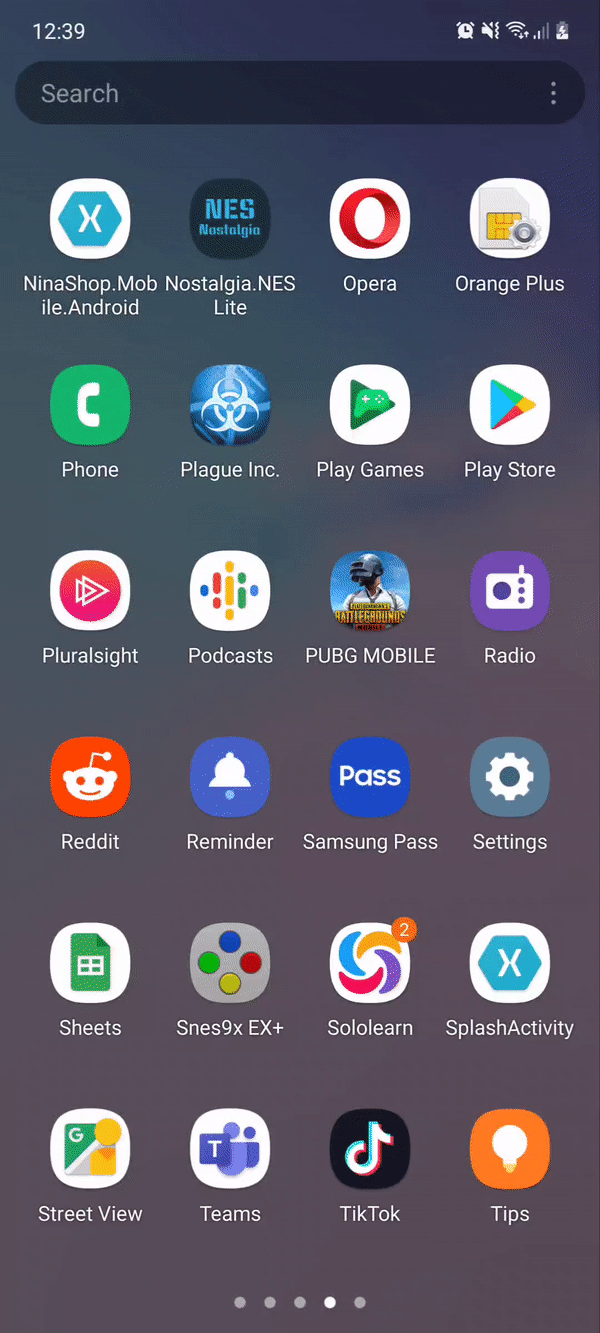 12:39
Search
NES
Nostalgia
NinaShop.Mob
ile.Android
Nostalgia.NES
Lite
Opera
Orange Plus
Phone
Plague Inc.
Play Games
Play Store
BATTLEGROUNDS
MOBILE
Pluralsight
Podcasts
PUBG MOBILE
Radio
Pass
Reddit
Reminder
Samsung Pass
Settings
2
Sheets
Snes9x EX+
Sololearn
SplashActivity
G
T
Street View
Teams
TikTok
Tips